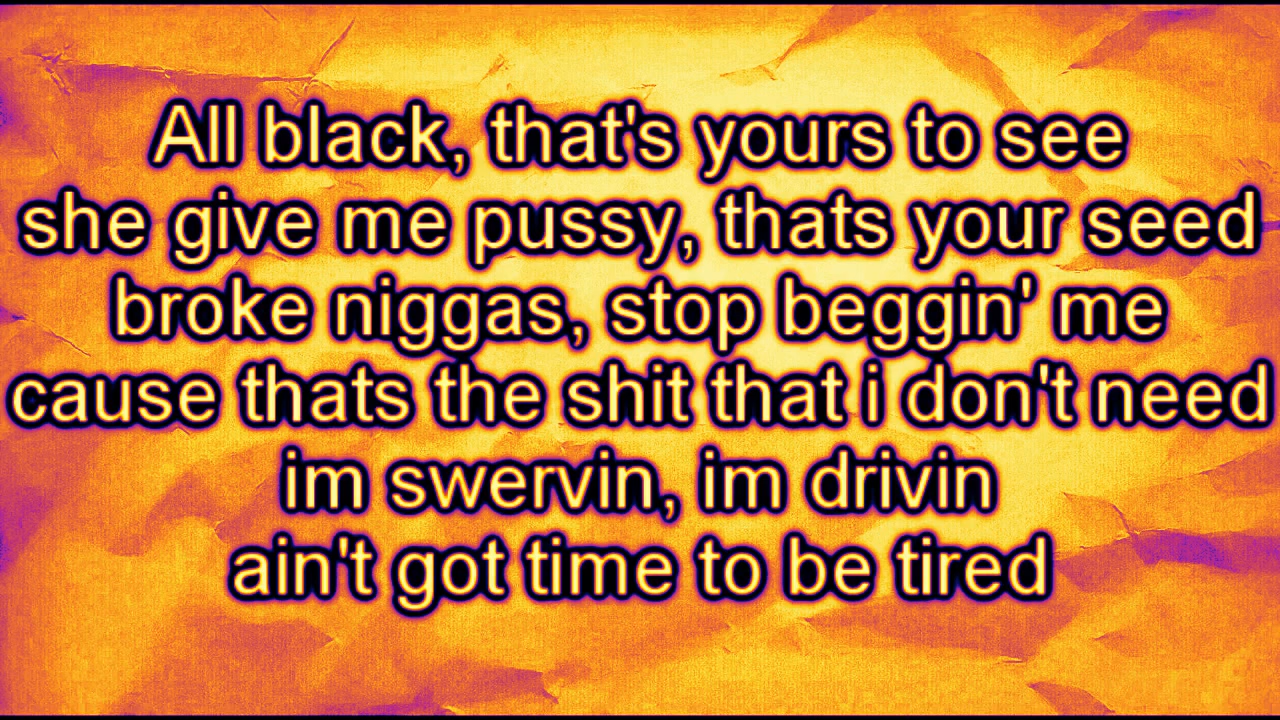 All black, that's yours to see
she give me pussy, thats your seed
broke niggas, stop beggin' me
cause thats the shit that i don't need
im swervin, im drivin
ain't got time to be tired